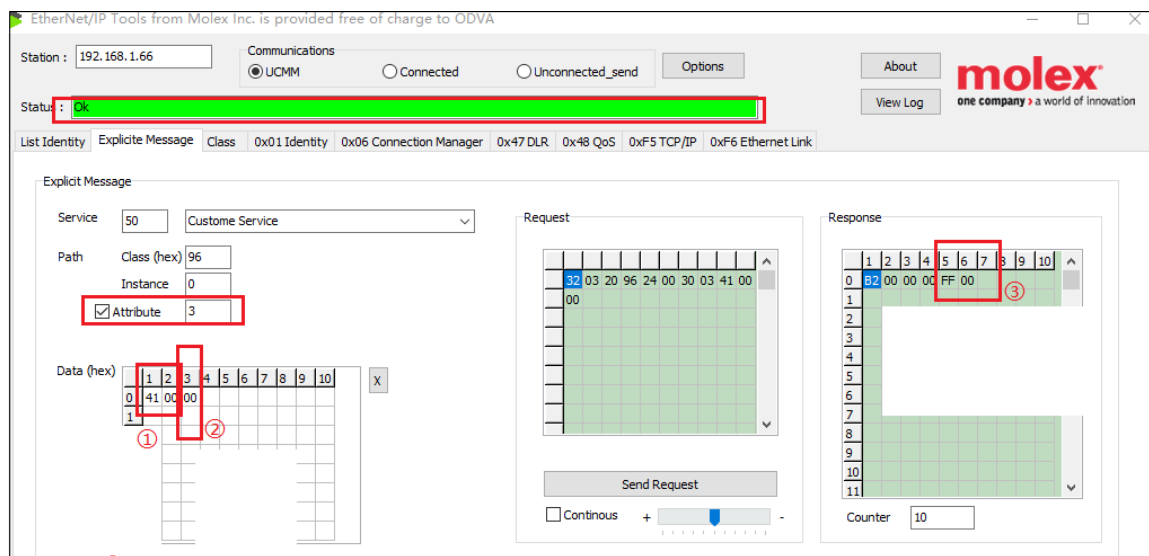 EtherNet/IP Tools from Molex Inc. is provided free of charge to ODVA
Station : 192.168.1.66
Communications
UCMM Connected Unconnected_send
Options
About
molex
one company > a world of innovation
Status : Ok
View Log
List Identity Explicite Message Class 0x01 Identity 0x06 Connection Manager 0x47 DLR 0x48 QoS 0xF5 TCP/IP 0xF6 Ethernet Link
Explicit Message
Service 50 Custome Service
Path Class (hex) 96
Instance 0
Attribute 3
Data (hex)
1 2 3 4 5 6 7 8 9 10
0 41 00 00
1
① ②
X
Request
32 03 20 96 24 00 30 03 41 00
00
Send Request
Continous + -
Response
1 2 3 4 5 6 7 8 9 10
0 B2 00 00 00 FF 00
③
1
2
3
4
5
6
7
8
9
10
11
Counter 10